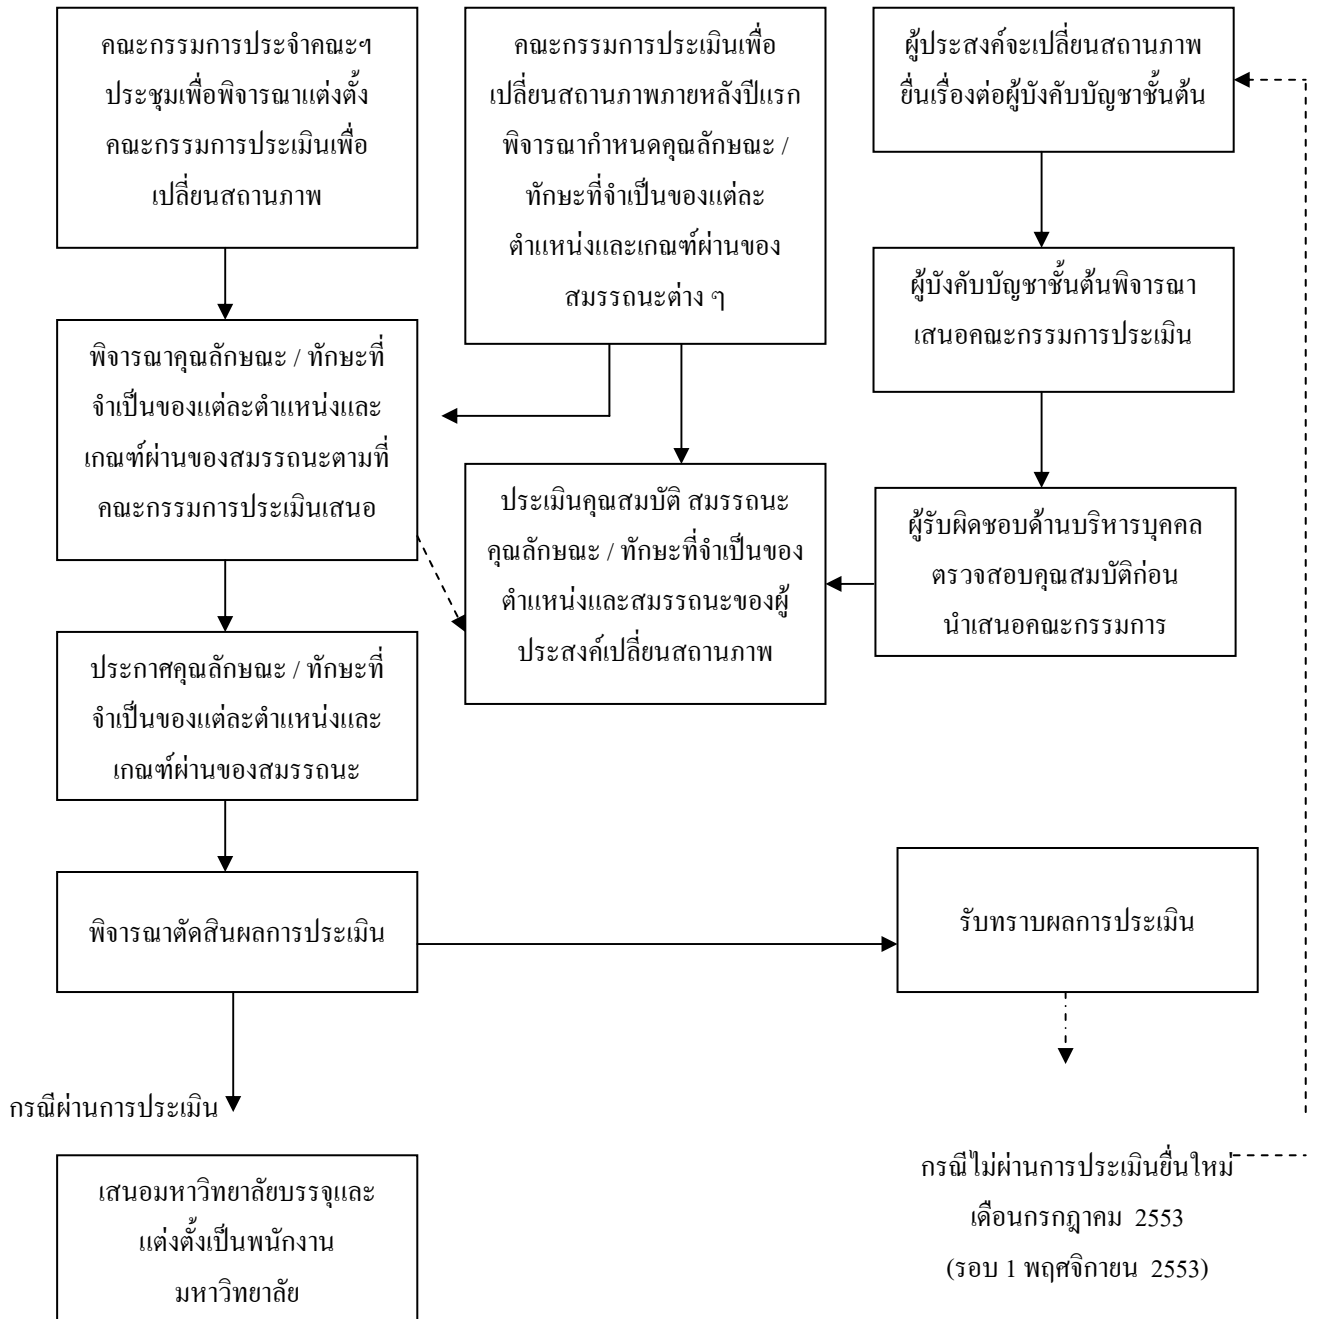 คณะกรรมการประจำคณะฯ
ประชุมเพื่อพิจารณาแต่งตั้ง
คณะกรรมการประเมินเพื่อ
เปลี่ยนสถานภาพ
คณะกรรมการประเมินเพื่อ
เปลี่ยนสถานภาพภายหลังปีแรก
พิจารณากำหนดคุณลักษณะ /
ทักษะที่จำเป็นของแต่ละ
ตำแหน่งและเกณฑ์ผ่านของ
สมรรถนะต่าง ๆ
ผู้ประสงค์จะเปลี่ยนสถานภาพ
ยื่นเรื่องต่อผู้บังคับบัญชาชั้นต้น
ผู้บังคับบัญชาชั้นต้นพิจารณา
เสนอคณะกรรมการประเมิน
พิจารณาคุณลักษณะ / ทักษะที่
จำเป็นของแต่ละตำแหน่งและ
เกณฑ์ผ่านของสมรรถนะตามที่
คณะกรรมการประเมินเสนอ
ประเมินคุณสมบัติ สมรรถนะ
คุณลักษณะ / ทักษะที่จำเป็นของ
ตำแหน่งและสมรรถนะของผู้
ประสงค์เปลี่ยนสถานภาพ
ผู้รับผิดชอบด้านบริหารบุคคล
ตรวจสอบคุณสมบัติก่อน
นำเสนอคณะกรรมการ
ประกาศคุณลักษณะ / ทักษะที่
จำเป็นของแต่ละตำแหน่งและ
เกณฑ์ผ่านของสมรรถนะ
พิจารณาตัดสินผลการประเมิน
รับทราบผลการประเมิน
กรณีผ่านการประเมิน
เสนอมหาวิทยาลัยบรรจุและ
แต่งตั้งเป็นพนักงาน
มหาวิทยาลัย
กรณีไม่ผ่านการประเมินยื่นใหม่
เดือนกรกฎาคม 2553
(รอบ 1 พฤศจิกายน 2553)